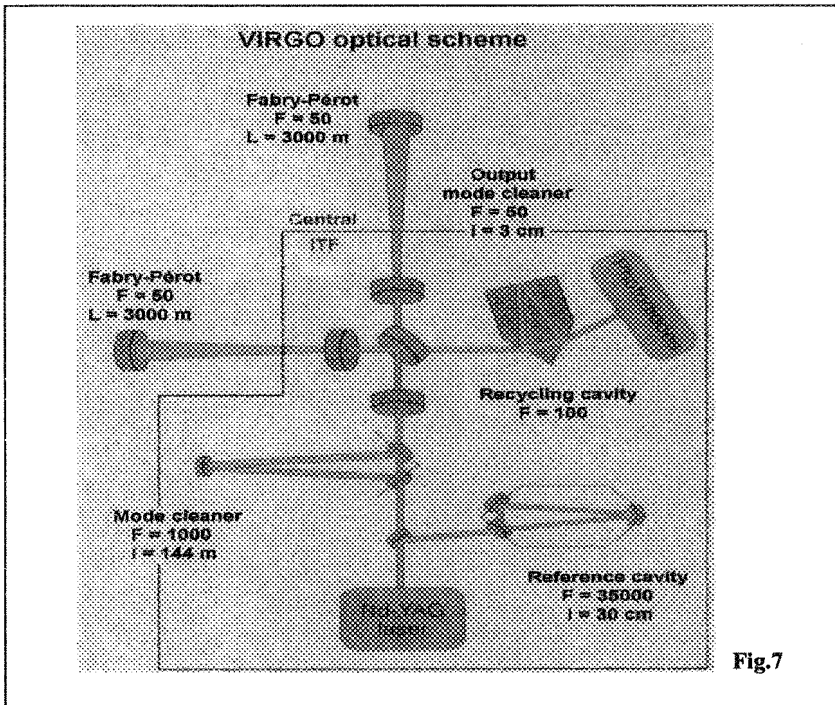 VIRGO optical scheme
Fabry-Pérot
F = 50
L = 3000 m
Output
mode cleaner
F = 50
l = 3 cm
Central
ITF
Fabry-Pérot
F = 50
L = 3000 m
Recycling cavity
F = 100
Mode cleaner
F = 1000
l = 144 m
Reference cavity
F = 35000
l = 30 cm
Nd:YAG
laser
Fig.7